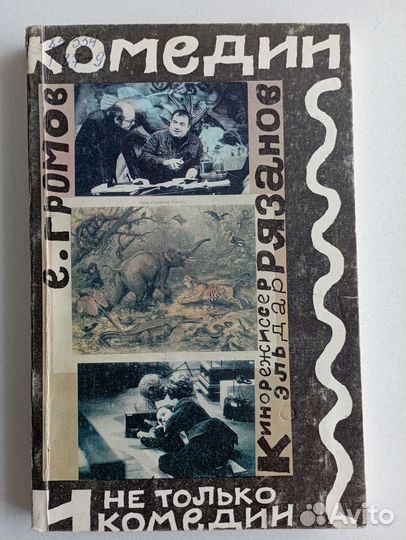 комедии
е. громов
Кинорежиссер
эльдар Рязанов
и не только
комедии
Avito